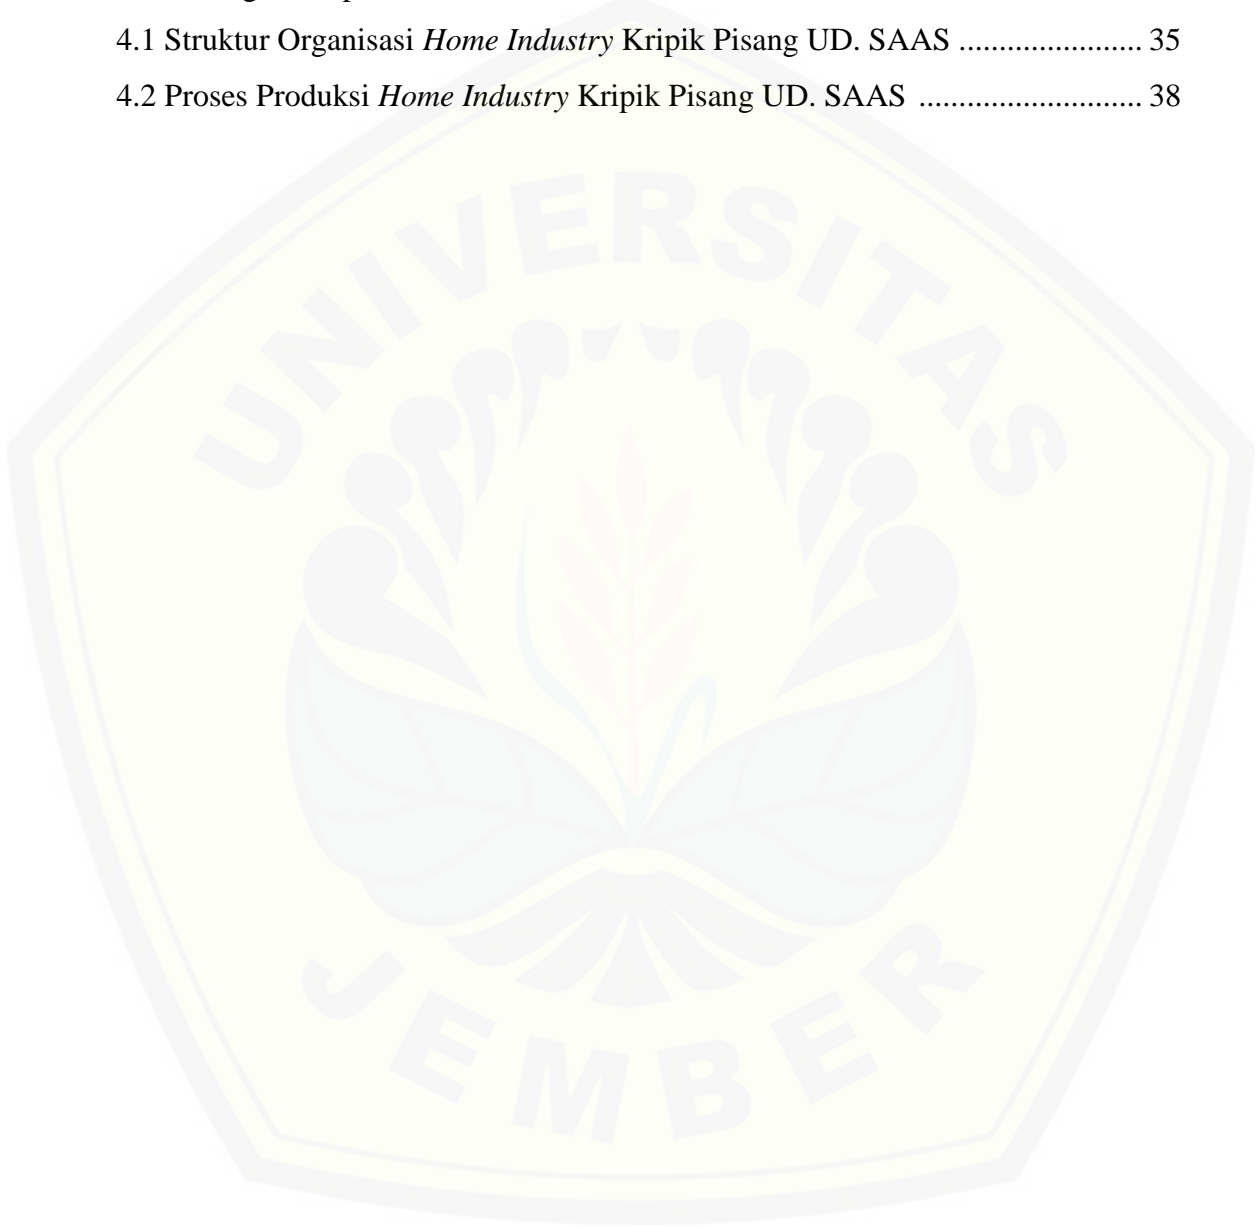 4.1 Struktur Organisasi Home Industry Kripik Pisang UD. SAAS ....................... 35
4.2 Proses Produksi Home Industry Kripik Pisang UD. SAAS ............................ 38
UNIVERSITAS
JEMBER